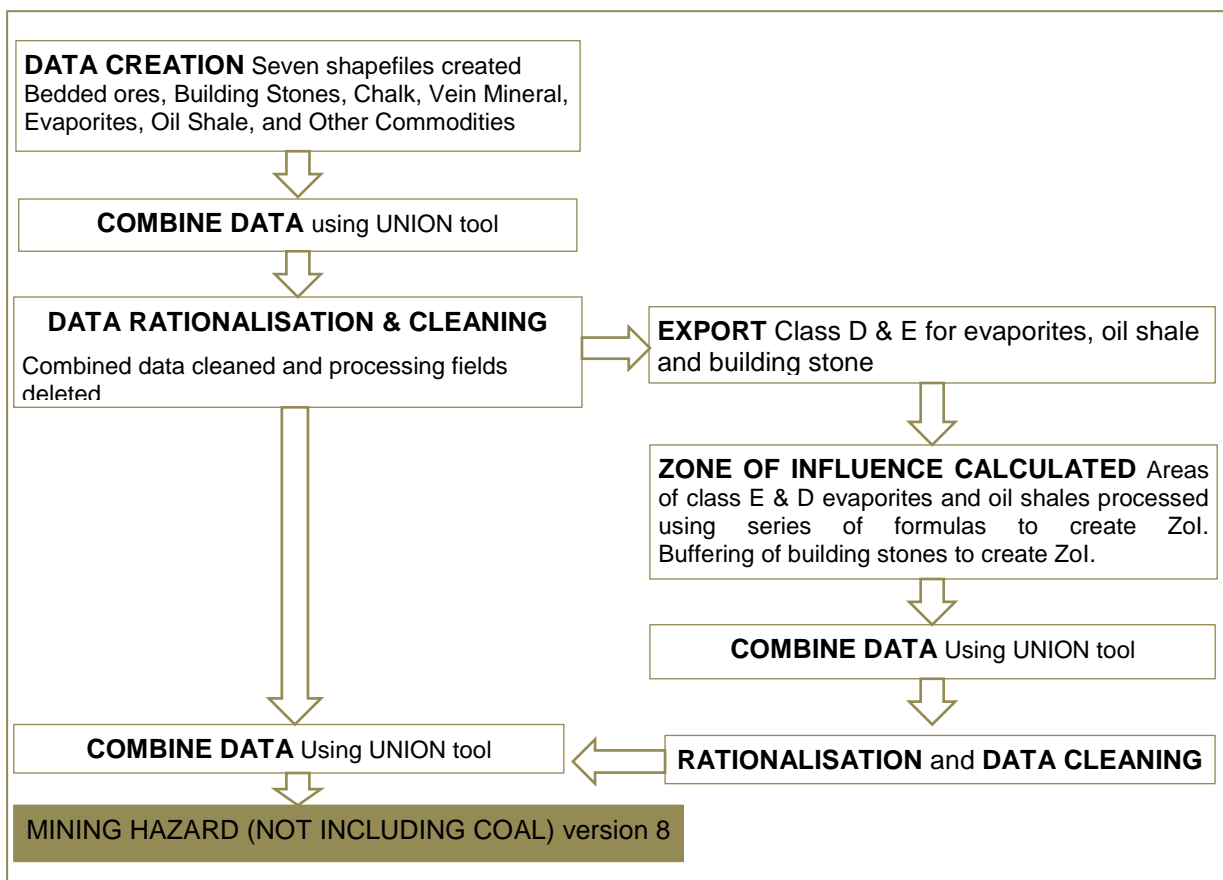 DATA CREATION Seven shapefiles created
Bedded ores, Building Stones, Chalk, Vein Mineral,
Evaporites, Oil Shale, and Other Commodities
COMBINE DATA using UNION tool
DATA RATIONALISATION & CLEANING
Combined data cleaned and processing fields
deleted
EXPORT Class D & E for evaporites, oil shale
and building stone
ZONE OF INFLUENCE CALCULATED Areas
of class E & D evaporites and oil shales processed
using series of formulas to create ZoI.
Buffering of building stones to create ZoI.
COMBINE DATA Using UNION tool
RATIONALISATION and DATA CLEANING
COMBINE DATA Using UNION tool
MINING HAZARD (NOT INCLUDING COAL) version 8